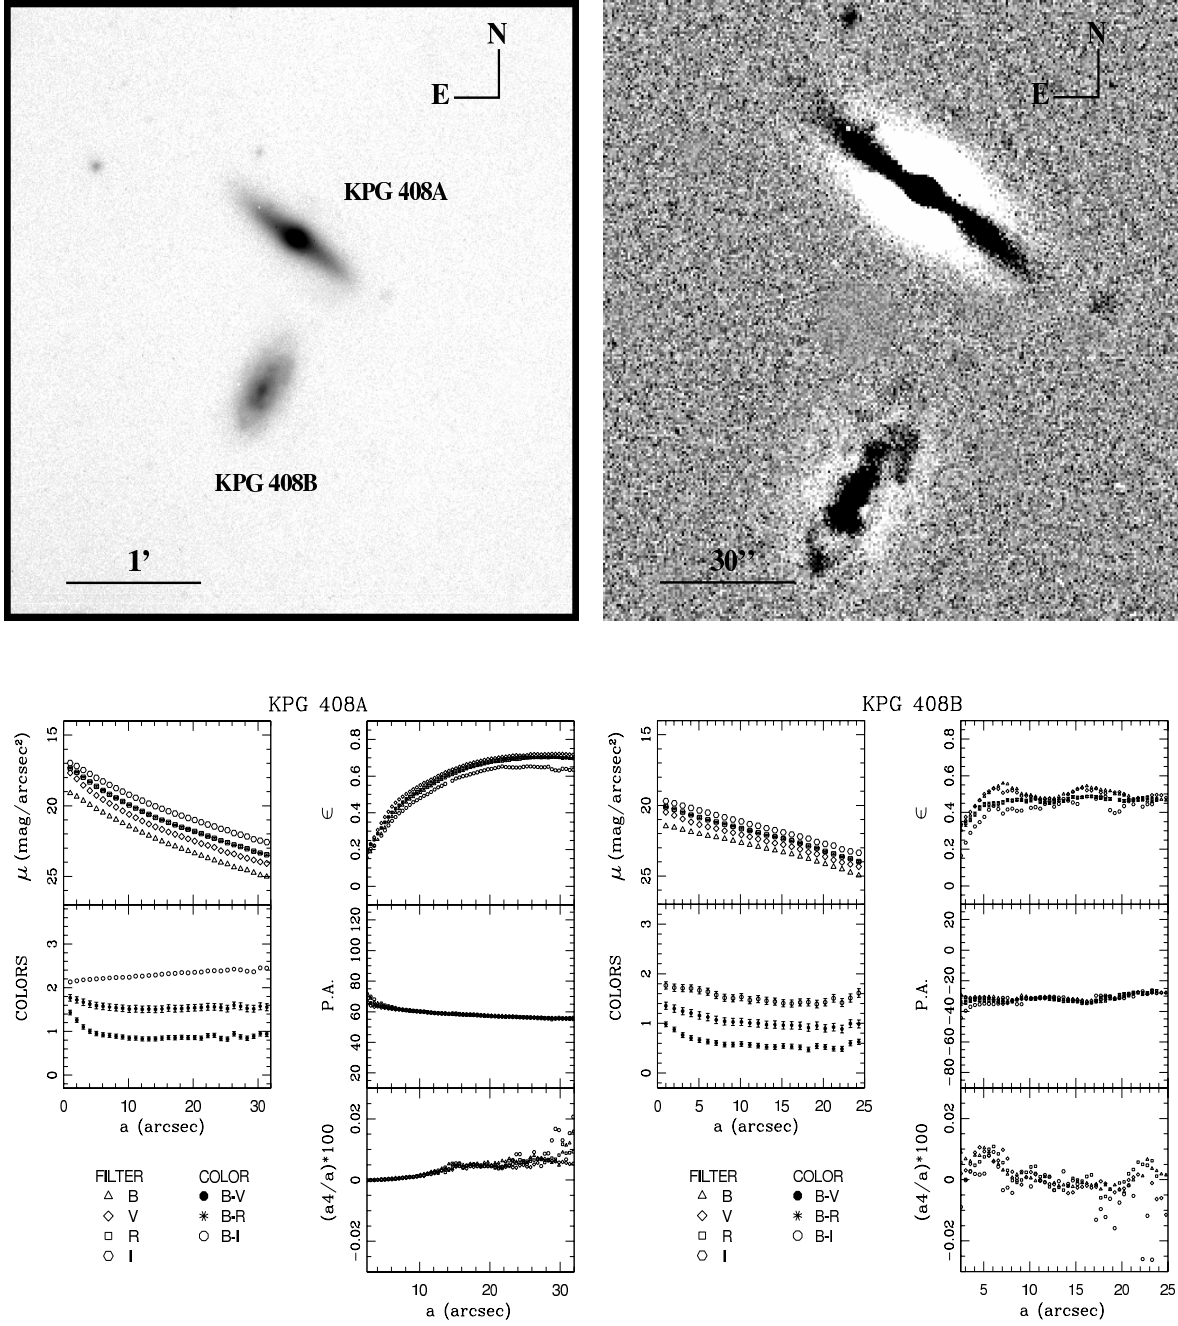 N
E
KPG 408A
KPG 408B
1'
N
E
30''
KPG 408A
μ (mag/arcsec²)
15
20
25
COLORS
3
2
1
0
0 10 20 30
a (arcsec)
FILTER COLOR
B B-V
V B-R
R B-I
I
ϵ
0.8
0.6
0.4
0.2
0
P.A.
120
100
80
60
40
20
(a4/a)*100
0.02
0
-0.02
10 20 30
a (arcsec)
KPG 408B
μ (mag/arcsec²)
15
20
25
COLORS
3
2
1
0
0 5 10 15 20 25
a (arcsec)
FILTER COLOR
B B-V
V B-R
R B-I
I
ϵ
0.8
0.6
0.4
0.2
0
P.A.
20
0
-20
-40
-60
-80
(a4/a)*100
0.02
0
-0.02
5 10 15 20 25
a (arcsec)